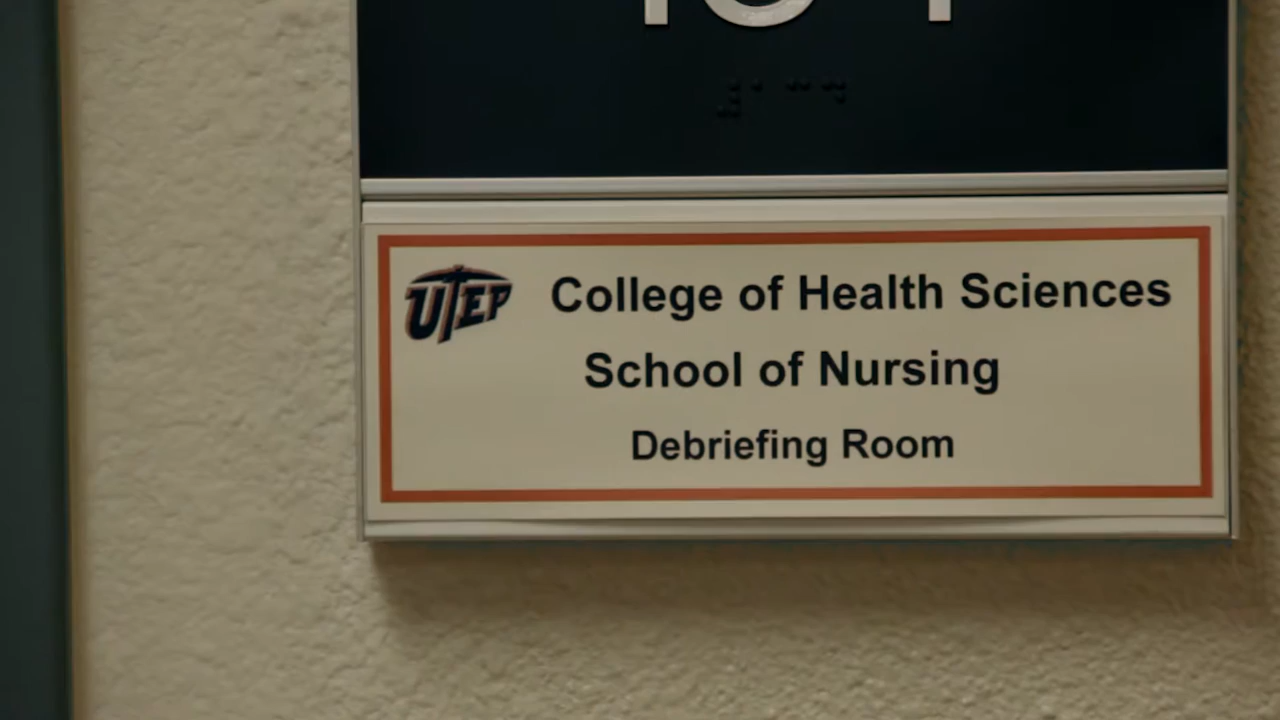 UTEP
College of Health Sciences
School of Nursing
Debriefing Room